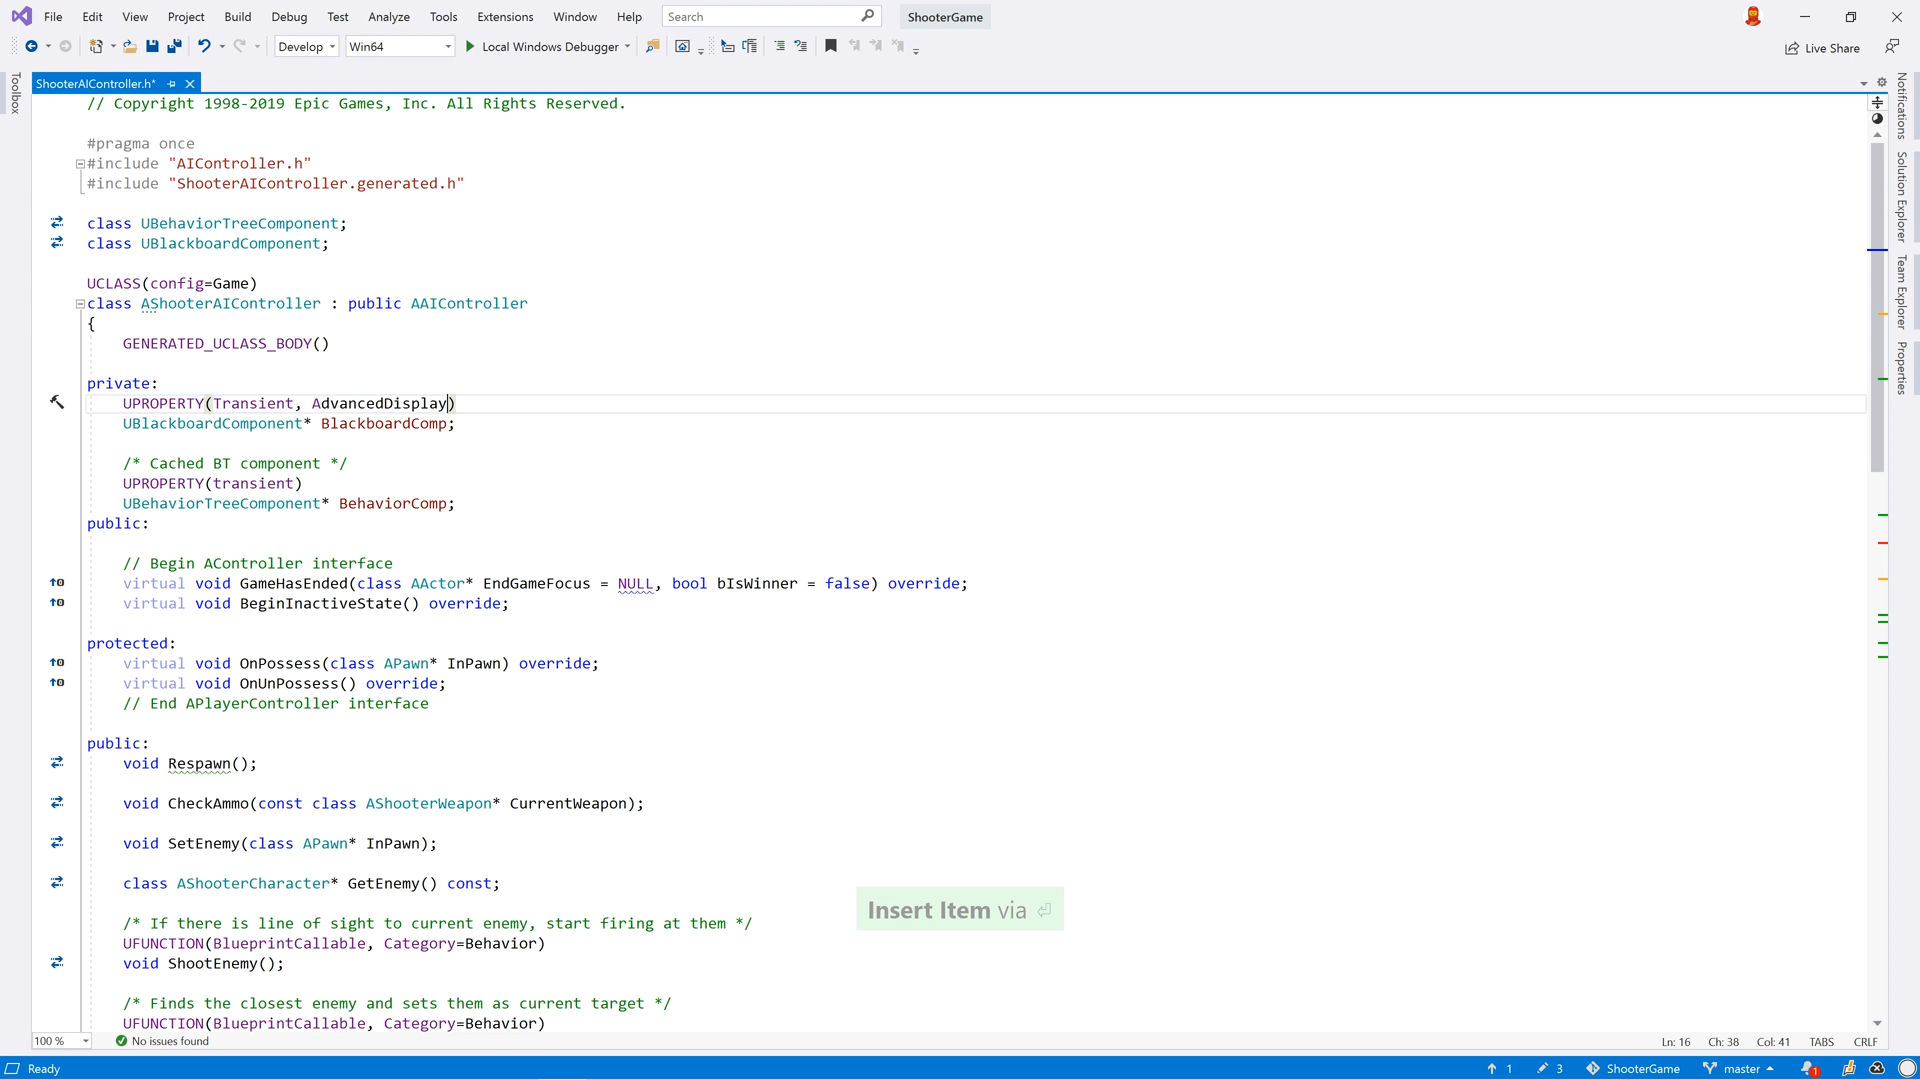 File Edit View Project Build Debug Test Analyze Tools Extensions Window Help Search ShooterGame
Develop Win64 Local Windows Debugger Live Share
ShooterAIController.h*
Toolbox
// Copyright 1998-2019 Epic Games, Inc. All Rights Reserved.
#pragma once
#include "AIController.h"
#include "ShooterAIController.generated.h"
class UBehaviorTreeComponent;
class UBlackboardComponent;
UCLASS(config=Game)
class AShooterAIController : public AAIController
{
GENERATED_UCLASS_BODY()
private:
UPROPERTY(Transient, AdvancedDisplay)
UBlackboardComponent* BlackboardComp;
/* Cached BT component */
UPROPERTY(transient)
UBehaviorTreeComponent* BehaviorComp;
public:
// Begin AController interface
virtual void GameHasEnded(class AActor* EndGameFocus = NULL, bool bIsWinner = false) override;
virtual void BeginInactiveState() override;
protected:
virtual void OnPossess(class APawn* InPawn) override;
virtual void OnUnPossess() override;
// End APlayerController interface
public:
void Respawn();
void CheckAmmo(const class AShooterWeapon* CurrentWeapon);
void SetEnemy(class APawn* InPawn);
class AShooterCharacter* GetEnemy() const;
/* If there is line of sight to current enemy, start firing at them */
UFUNCTION(BlueprintCallable, Category=Behavior)
void ShootEnemy();
/* Finds the closest enemy and sets them as current target */
UFUNCTION(BlueprintCallable, Category=Behavior)
Insert Item via ⏎
Notifications
Solution Explorer
Team Explorer
Properties
100 % No issues found Ln: 16 Ch: 38 Col: 41 TABS CRLF
Ready 1 3 ShooterGame master 1